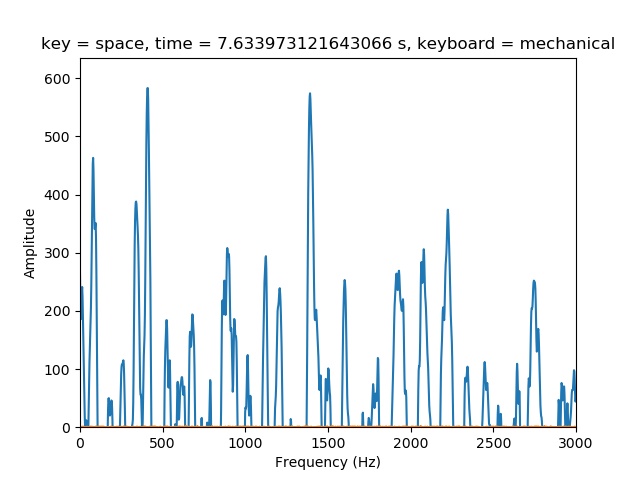 key = space, time = 7.633973121643066 s, keyboard = mechanical
600
500
400
300
200
100
0
Amplitude
0 500 1000 1500 2000 2500 3000
Frequency (Hz)